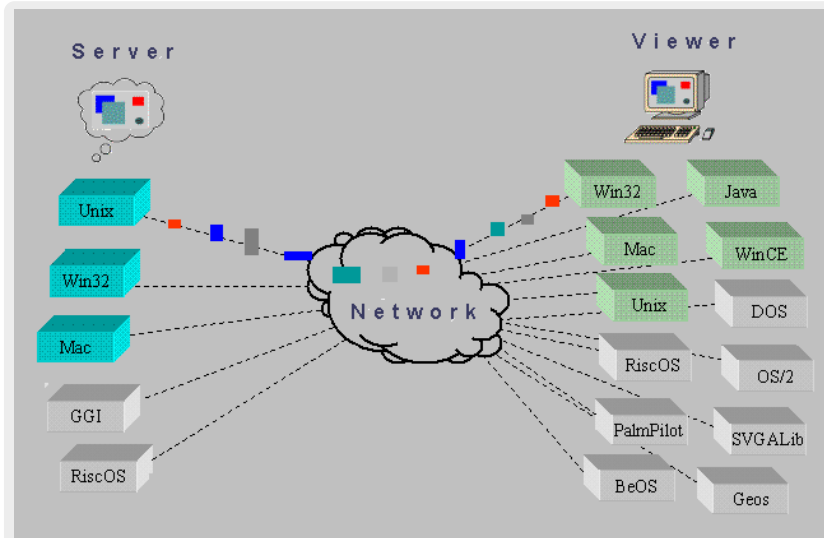 Server
Viewer
Unix
Win32
Mac
GGI
RiscOS
Network
Win32
Java
Mac
WinCE
Unix
DOS
RiscOS
OS/2
PalmPilot
SVGALib
BeOS
Geos